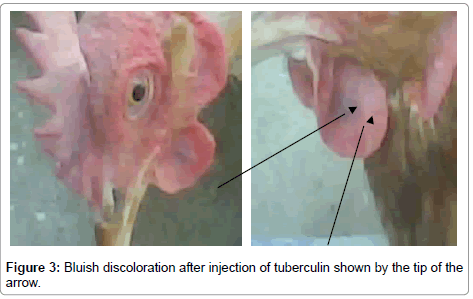 Figure 3: Bluish discoloration after injection of tuberculin shown by the tip of the
arrow.